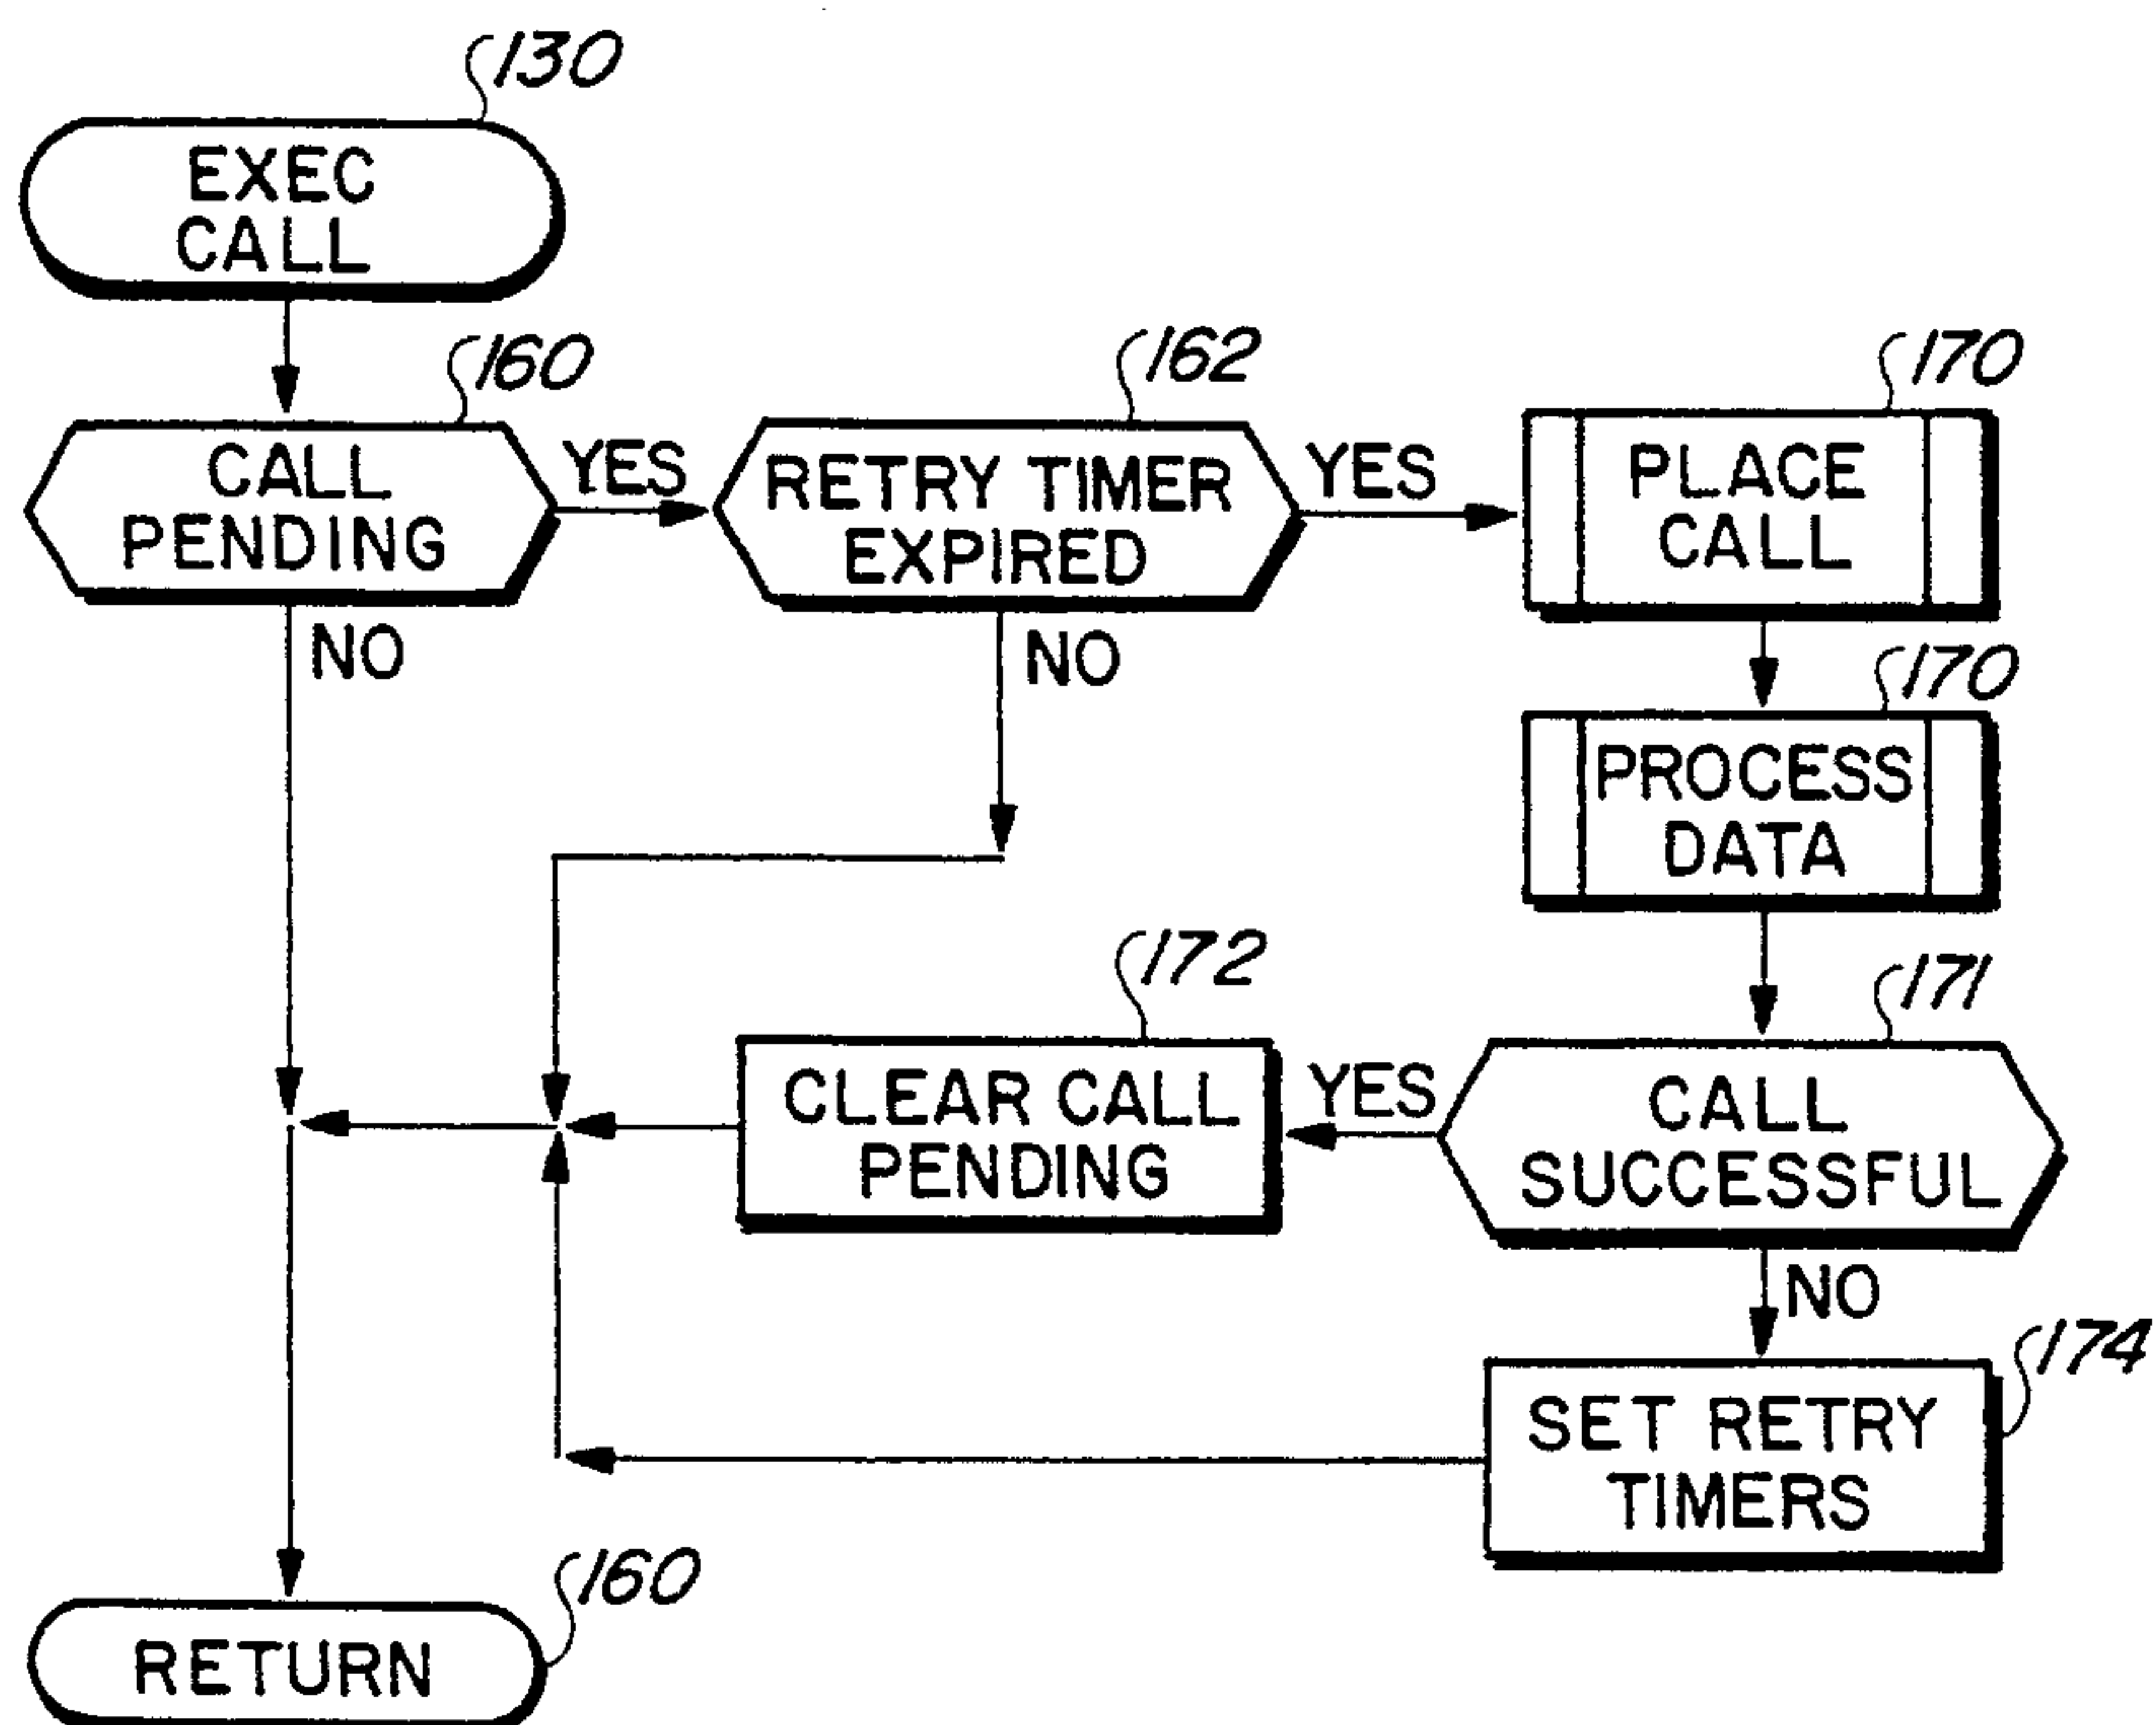 130
EXEC
CALL
160
CALL
PENDING
YES
NO
162
RETRY TIMER
EXPIRED
YES
NO
170
PLACE
CALL
170
PROCESS
DATA
171
CALL
SUCCESSFUL
YES
NO
172
CLEAR CALL
PENDING
174
SET RETRY
TIMERS
160
RETURN